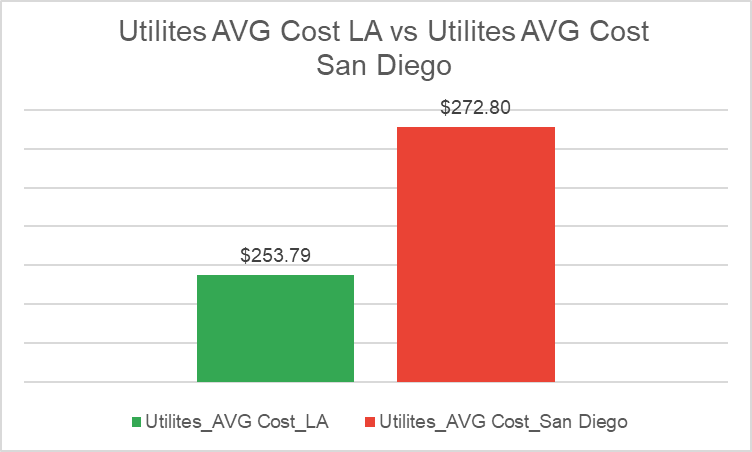 Utilites AVG Cost LA vs Utilites AVG Cost
San Diego
$272.80
$253.79
Utilites_AVG Cost_LA
Utilites_AVG Cost_San Diego